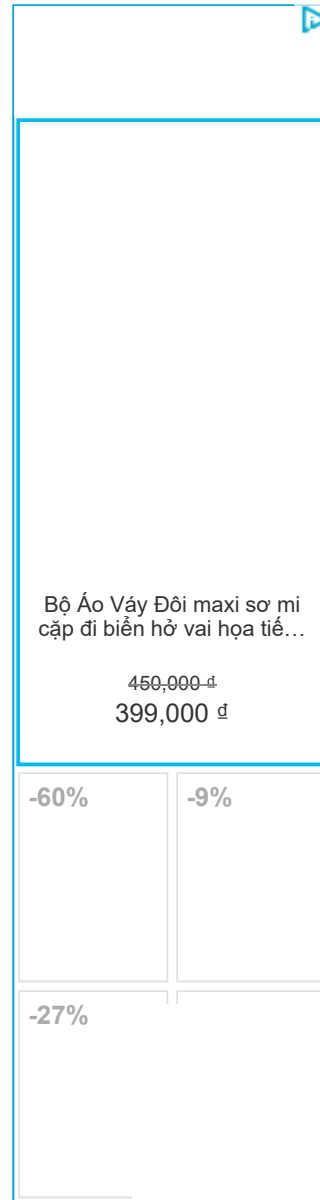 Bộ Áo Váy Đôi maxi sơ mi
cặp đi biển hở vai họa tiế…
450,000 ₫
399,000 ₫
-60%
-9%
-27%